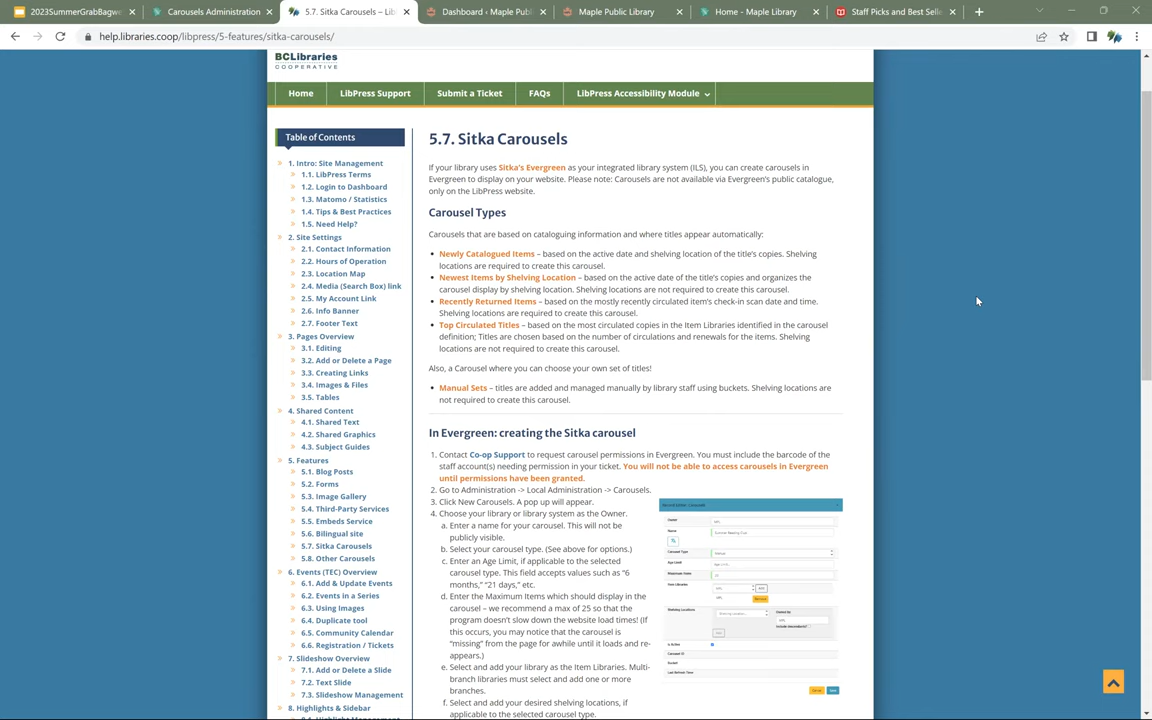 2023SummerGrabBagwe
Carousels Administration
5.7. Sitka Carousels – Lib
Dashboard ‹ Maple Publ
Maple Public Library
Home - Maple Library
Staff Picks and Best Selle
help.libraries.coop/libpress/5-features/sitka-carousels/
BCLibraries
COOPERATIVE
Home
LibPress Support
Submit a Ticket
FAQs
LibPress Accessibility Module
Table of Contents
1. Intro: Site Management
1.1. LibPress Terms
1.2. Login to Dashboard
1.3. Matomo / Statistics
1.4. Tips & Best Practices
1.5. Need Help?
2. Site Settings
2.1. Contact Information
2.2. Hours of Operation
2.3. Location Map
2.4. Media (Search Box) link
2.5. My Account Link
2.6. Info Banner
2.7. Footer Text
3. Pages Overview
3.1. Editing
3.2. Add or Delete a Page
3.3. Creating Links
3.4. Images & Files
3.5. Tables
4. Shared Content
4.1. Shared Text
4.2. Shared Graphics
4.3. Subject Guides
5. Features
5.1. Blog Posts
5.2. Forms
5.3. Image Gallery
5.4. Third-Party Services
5.5. Embeds Service
5.6. Bilingual site
5.7. Sitka Carousels
5.8. Other Carousels
6. Events (TEC) Overview
6.1. Add & Update Events
6.2. Events in a Series
6.3. Using Images
6.4. Duplicate tool
6.5. Community Calendar
6.6. Registration / Tickets
7. Slideshow Overview
7.1. Add or Delete a Slide
7.2. Text Slide
7.3. Slideshow Management
8. Highlights & Sidebar
5.7. Sitka Carousels
If your library uses Sitka's Evergreen as your integrated library system (ILS), you can create carousels in
Evergreen to display on your website. Please note: Carousels are not available via Evergreen's public catalogue,
only on the LibPress website.
Carousel Types
Carousels that are based on cataloguing information and where titles appear automatically:
• Newly Catalogued Items – based on the active date and shelving location of the title's copies. Shelving
locations are required to create this carousel.
• Newest Items by Shelving Location – based on the active date of the title's copies and organizes the
carousel display by shelving location. Shelving locations are not required to create this carousel.
• Recently Returned Items – based on the mostly recently circulated item's check-in scan date and time.
Shelving locations are required to create this carousel.
• Top Circulated Titles – based on the most circulated copies in the Item Libraries identified in the carousel
definition; Titles are chosen based on the number of circulations and renewals for the items. Shelving
locations are not required to create this carousel.
Also, a Carousel where you can choose your own set of titles!
• Manual Sets – titles are added and managed manually by library staff using buckets. Shelving locations are
not required to create this carousel.
In Evergreen: creating the Sitka carousel
1. Contact Co-op Support to request carousel permissions in Evergreen. You must include the barcode of the
staff account(s) needing permission in your ticket. You will not be able to access carousels in Evergreen
until permissions have been granted.
2. Go to Administration -> Local Administration -> Carousels.
3. Click New Carousels. A pop up will appear.
4. Choose your library or library system as the Owner.
a. Enter a name for your carousel. This will not be
publicly visible.
b. Select your carousel type. (See above for options.)
c. Enter an Age Limit, if applicable to the selected
carousel type. This field accepts values such as "6
months," "21 days," etc.
d. Enter the Maximum Items which should display in the
carousel – we recommend a max of 25 so that the
program doesn't slow down the website load times! (If
this occurs, you may notice that the carousel is
"missing" from the page for awhile until it loads and re-
appears.)
e. Select and add your library as the Item Libraries. Multi-
branch libraries must select and add one or more
branches.
f. Select and add your desired shelving locations, if
applicable to the selected carousel type.